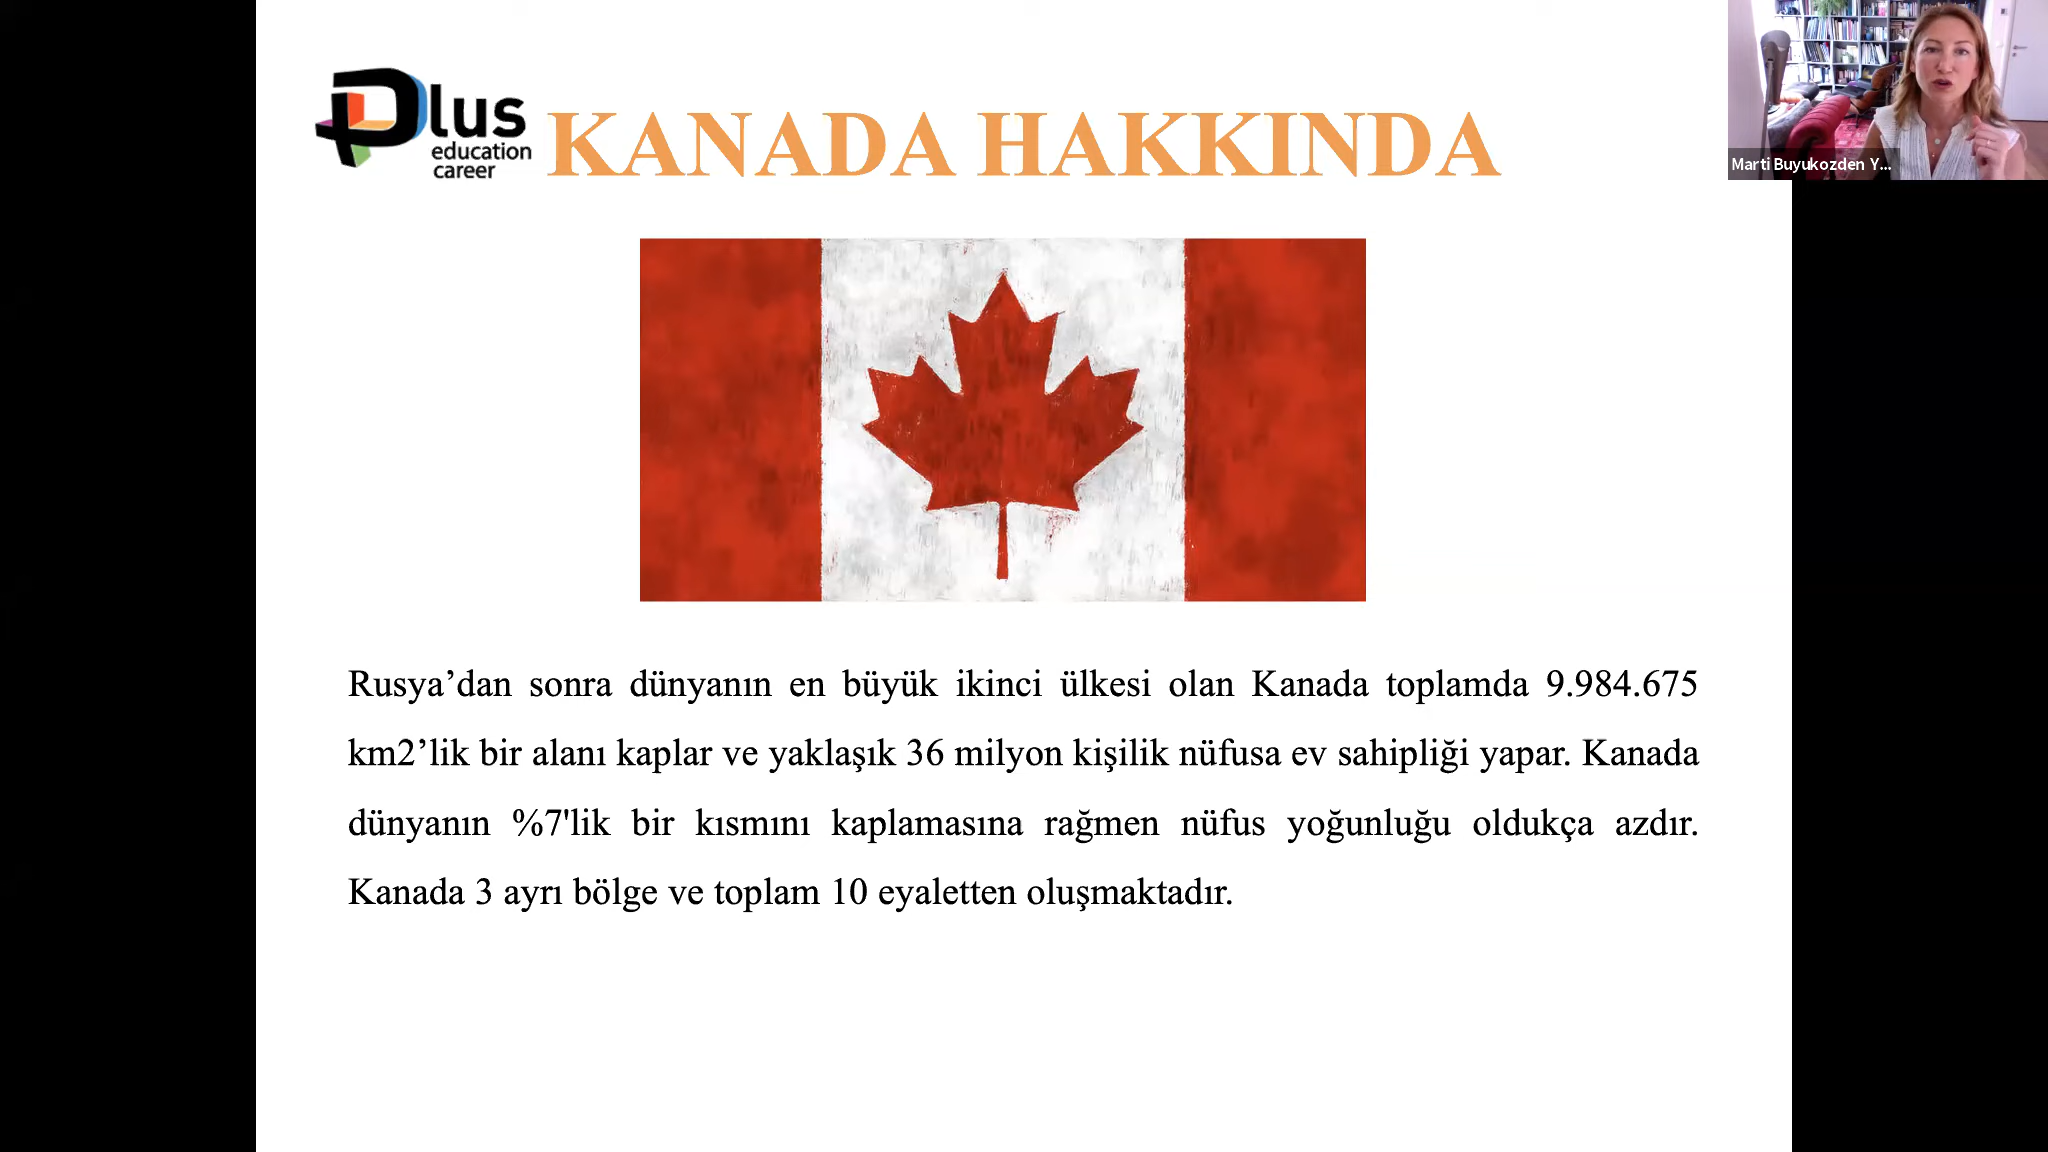 Plus
education
career
KANADA HAKKINDA
Marti Buyukozden Y...
Rusya’dan sonra dünyanın en büyük ikinci ülkesi olan Kanada toplamda 9.984.675
km2’lik bir alanı kaplar ve yaklaşık 36 milyon kişilik nüfusa ev sahipliği yapar. Kanada
dünyanın %7'lik bir kısmını kaplamasına rağmen nüfus yoğunluğu oldukça azdır.
Kanada 3 ayrı bölge ve toplam 10 eyaletten oluşmaktadır.